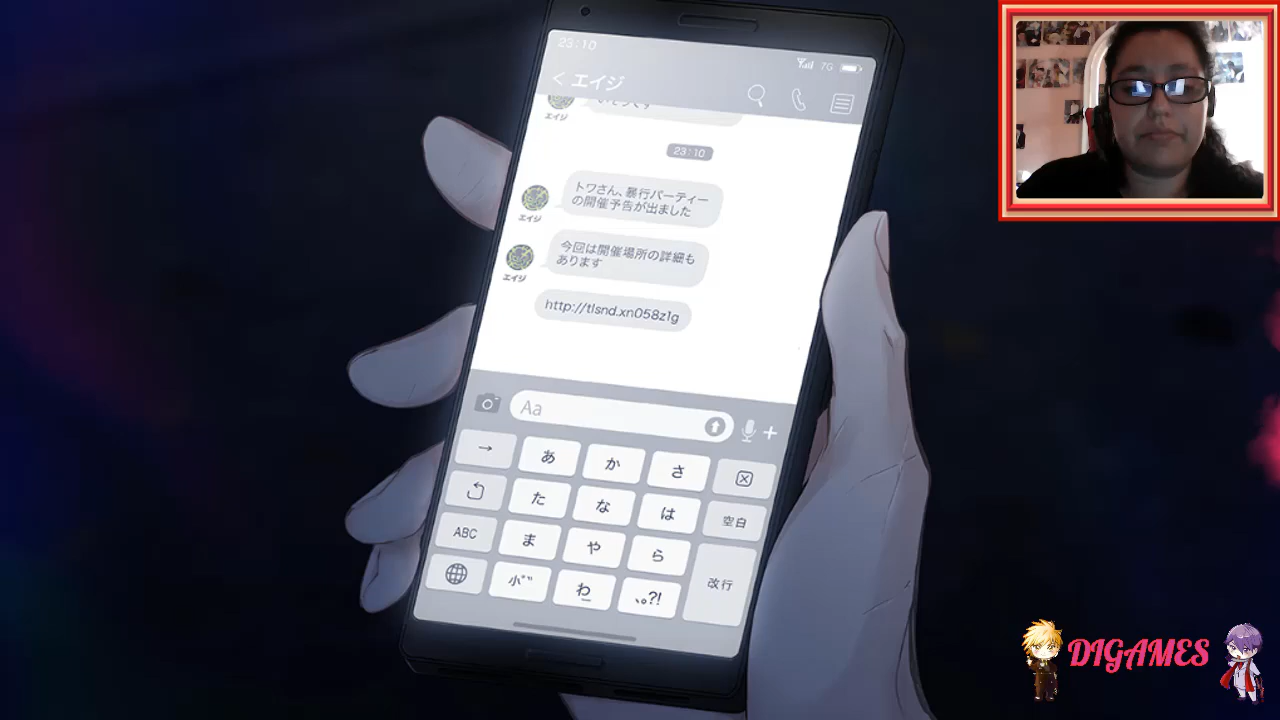 23:10
7G
< エイジ
エイジ
23:10
トワさん、暴行パーティー
の開催予告が出ました
エイジ
今回は開催場所の詳細も
あります
エイジ
http://tlsnd.xn058z1g
Aa
→ あ か さ
た な は 空白
ABC ま や ら 改行
小゛゜ わ 、。?!
DIGAMES